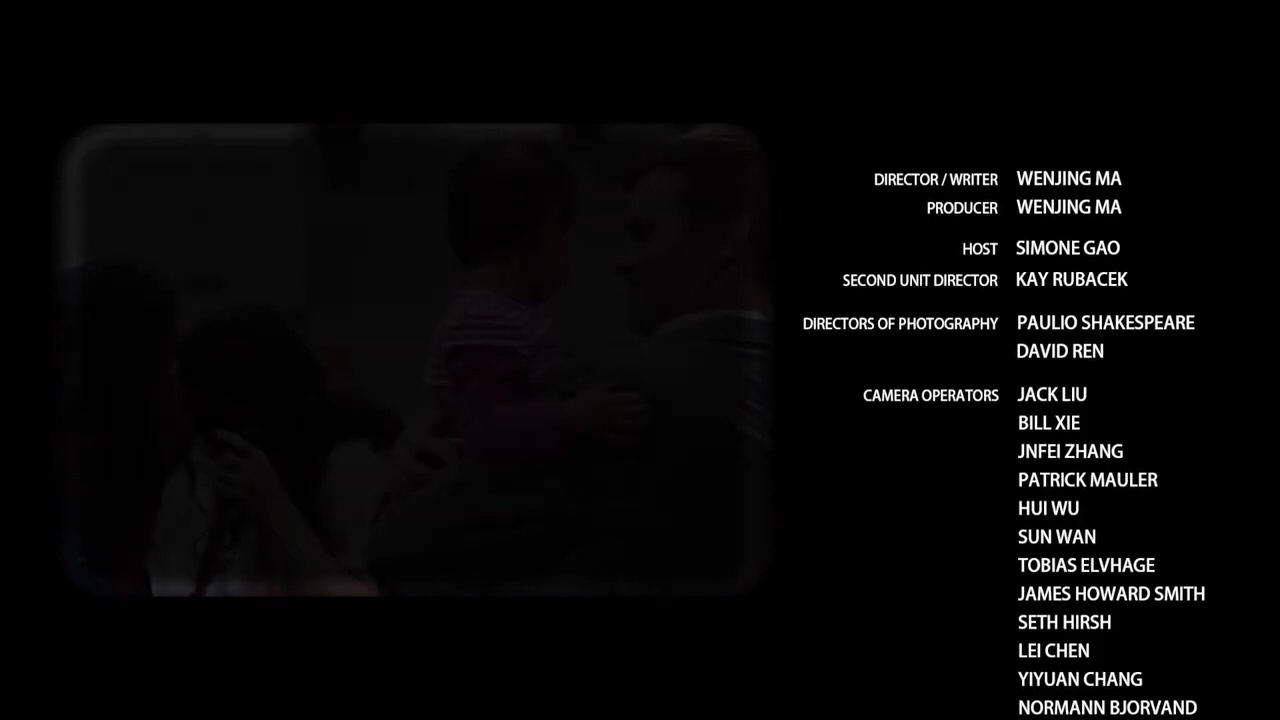 DIRECTOR / WRITER WENJING MA
PRODUCER WENJING MA
HOST SIMONE GAO
SECOND UNIT DIRECTOR KAY RUBACEK
DIRECTORS OF PHOTOGRAPHY PAULIO SHAKESPEARE
DAVID REN
CAMERA OPERATORS JACK LIU
BILL XIE
JNFEI ZHANG
PATRICK MAULER
HUI WU
SUN WAN
TOBIAS ELVHAGE
JAMES HOWARD SMITH
SETH HIRSH
LEI CHEN
YIYUAN CHANG
NORMANN BJORVAND